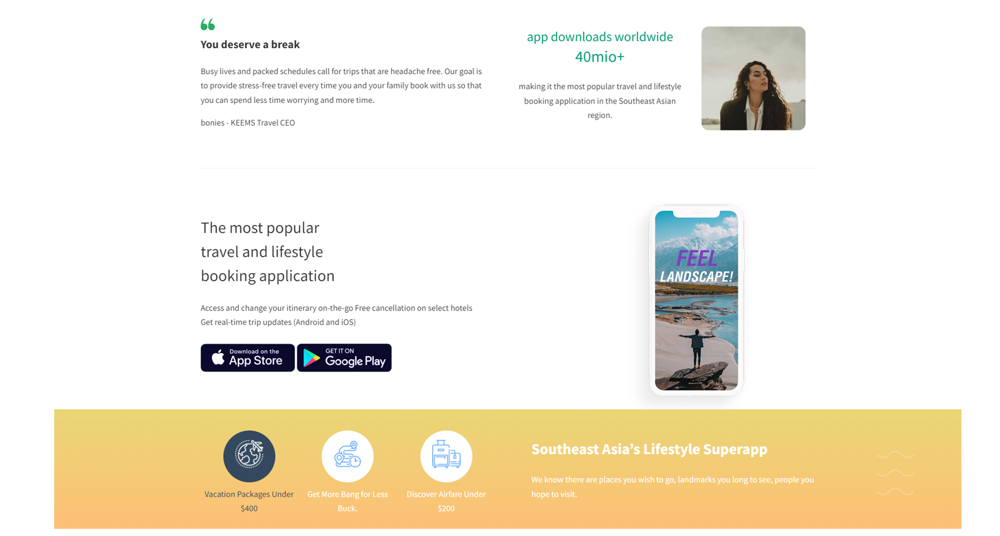 You deserve a break
Busy lives and packed schedules call for trips that are headache free. Our goal is
to provide stress-free travel every time you and your family book with us so that
you can spend less time worrying and more time.
bonies - KEEMS Travel CEO
app downloads worldwide
40mio+
making it the most popular travel and lifestyle
booking application in the Southeast Asian
region.
The most popular
travel and lifestyle
booking application
Access and change your itinerary on-the-go Free cancellation on select hotels
Get real-time trip updates (Android and iOS)
Download on the
App Store
GET IT ON
Google Play
FEEL
LANDSCAPE!
Vacation Packages Under
$400
Get More Bang for Less
Buck.
Discover Airfare Under
$200
Southeast Asia’s Lifestyle Superapp
We know there are places you wish to go, landmarks you long to see, people you
hope to visit.